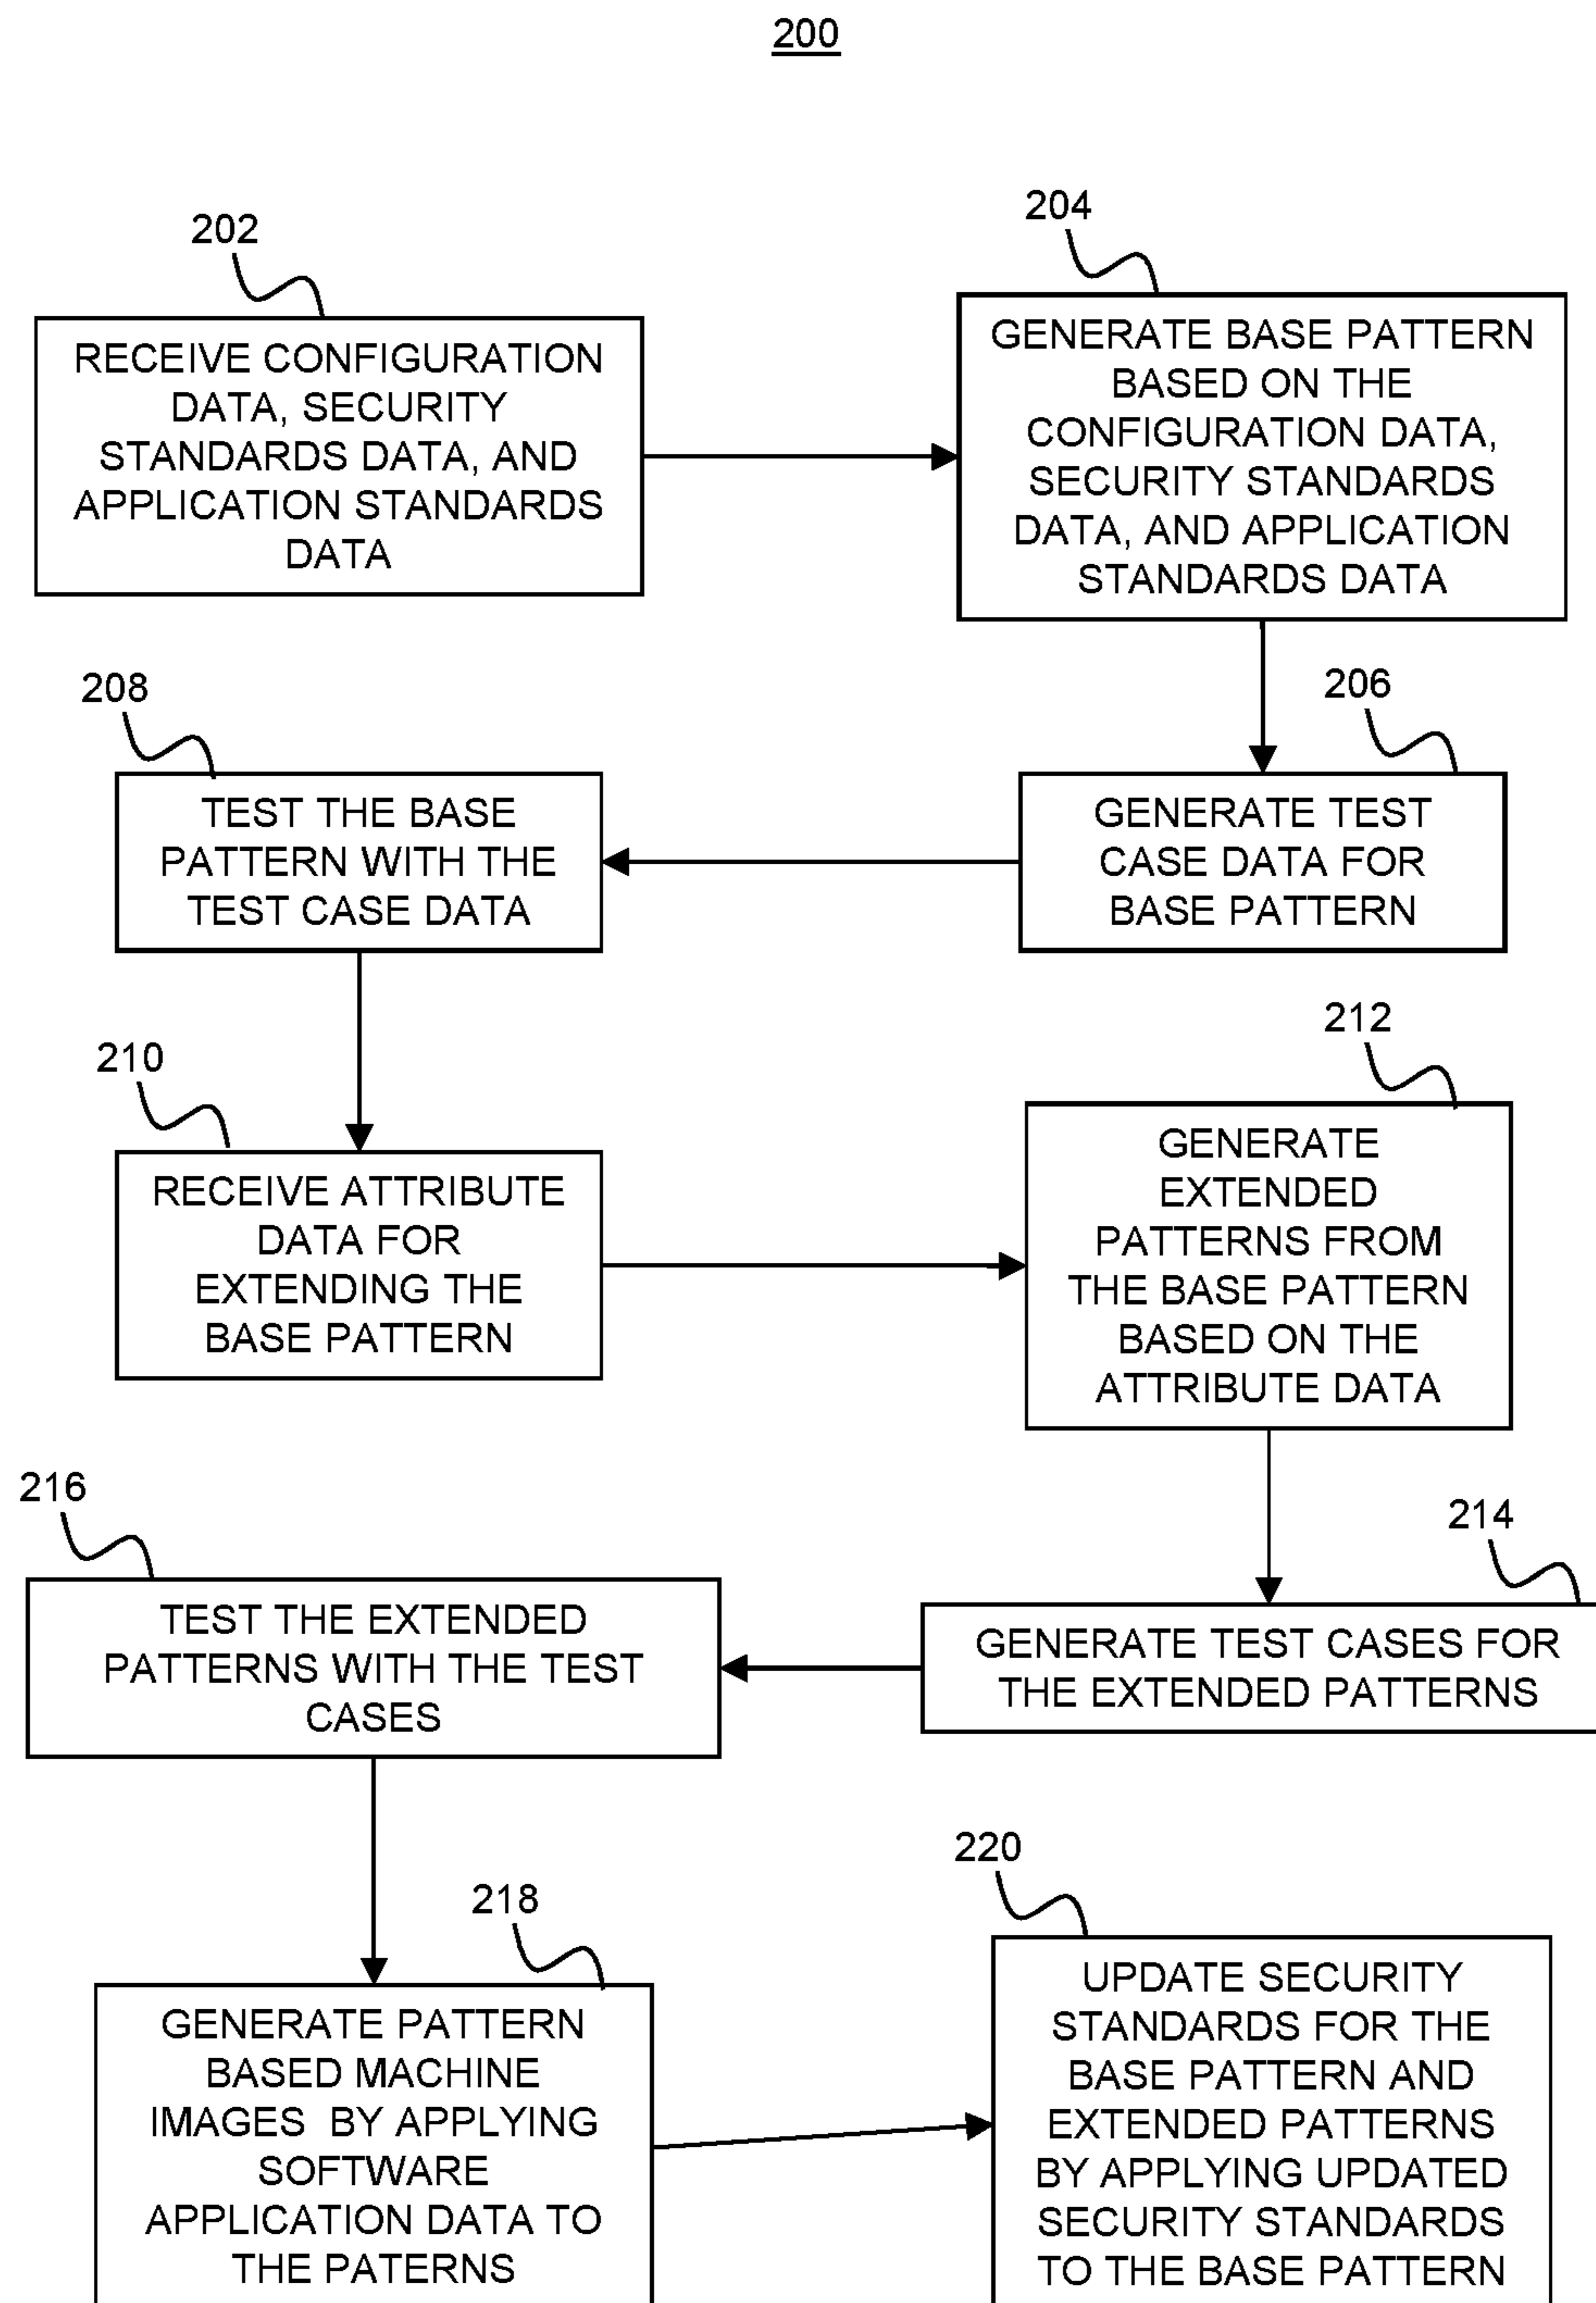 200
202
RECEIVE CONFIGURATION
DATA, SECURITY
STANDARDS DATA, AND
APPLICATION STANDARDS
DATA
204
GENERATE BASE PATTERN
BASED ON THE
CONFIGURATION DATA,
SECURITY STANDARDS
DATA, AND APPLICATION
STANDARDS DATA
206
GENERATE TEST
CASE DATA FOR
BASE PATTERN
208
TEST THE BASE
PATTERN WITH THE
TEST CASE DATA
210
RECEIVE ATTRIBUTE
DATA FOR
EXTENDING THE
BASE PATTERN
212
GENERATE
EXTENDED
PATTERNS FROM
THE BASE PATTERN
BASED ON THE
ATTRIBUTE DATA
214
GENERATE TEST CASES FOR
THE EXTENDED PATTERNS
216
TEST THE EXTENDED
PATTERNS WITH THE TEST
CASES
218
GENERATE PATTERN
BASED MACHINE
IMAGES BY APPLYING
SOFTWARE
APPLICATION DATA TO
THE PATERNS
220
UPDATE SECURITY
STANDARDS FOR THE
BASE PATTERN AND
EXTENDED PATTERNS
BY APPLYING UPDATED
SECURITY STANDARDS
TO THE BASE PATTERN